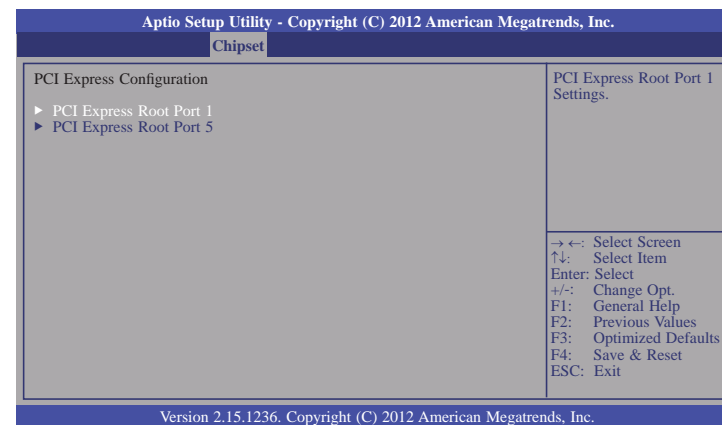 Aptio Setup Utility - Copyright (C) 2012 American Megatrends, Inc.
Chipset
PCI Express Configuration
► PCI Express Root Port 1
► PCI Express Root Port 5
PCI Express Root Port 1
Settings.
→ ←: Select Screen
↑↓: Select Item
Enter: Select
+/-: Change Opt.
F1: General Help
F2: Previous Values
F3: Optimized Defaults
F4: Save & Reset
ESC: Exit
Version 2.15.1236. Copyright (C) 2012 American Megatrends, Inc.